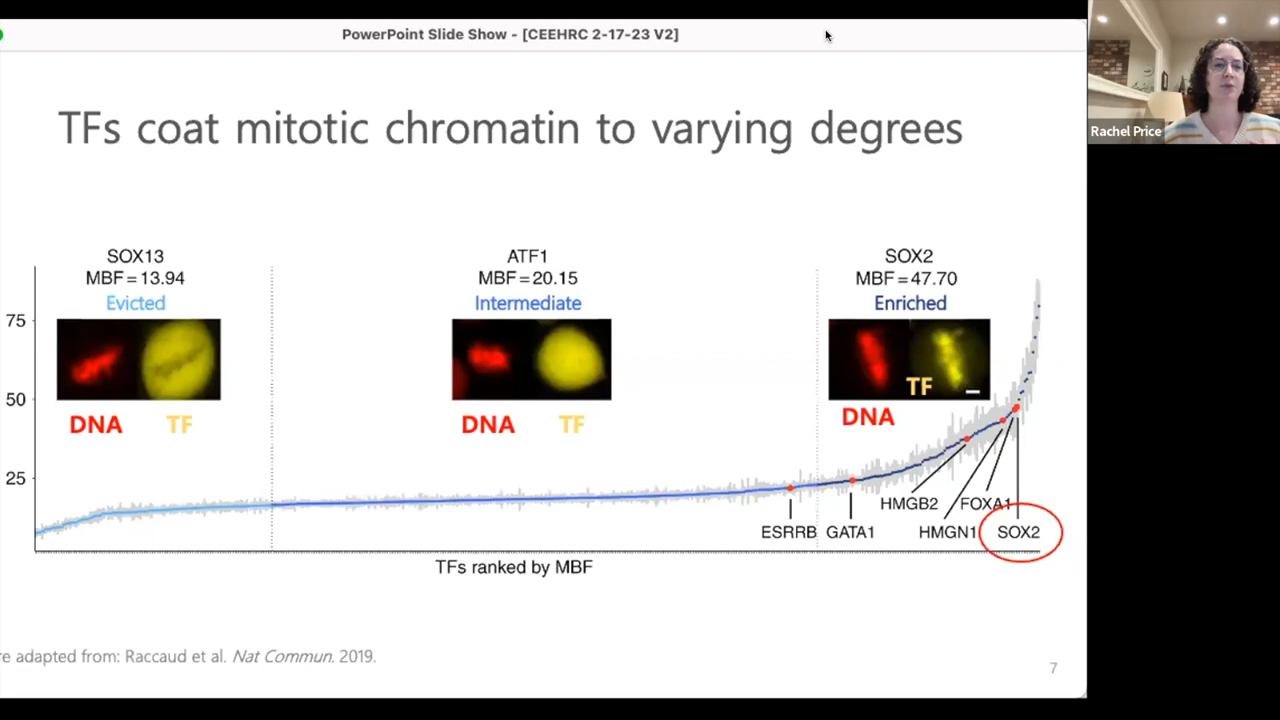 PowerPoint Slide Show - [CEEHRC 2-17-23 V2]
Rachel Price
TFs coat mitotic chromatin to varying degrees
SOX13
MBF=13.94
Evicted
DNA TF
ATF1
MBF=20.15
Intermediate
DNA TF
SOX2
MBF=47.70
Enriched
TF
DNA
75
50
25
HMGB2 FOXA1
ESRRB GATA1 HMGN1 SOX2
TFs ranked by MBF
re adapted from: Raccaud et al. Nat Commun. 2019.
7